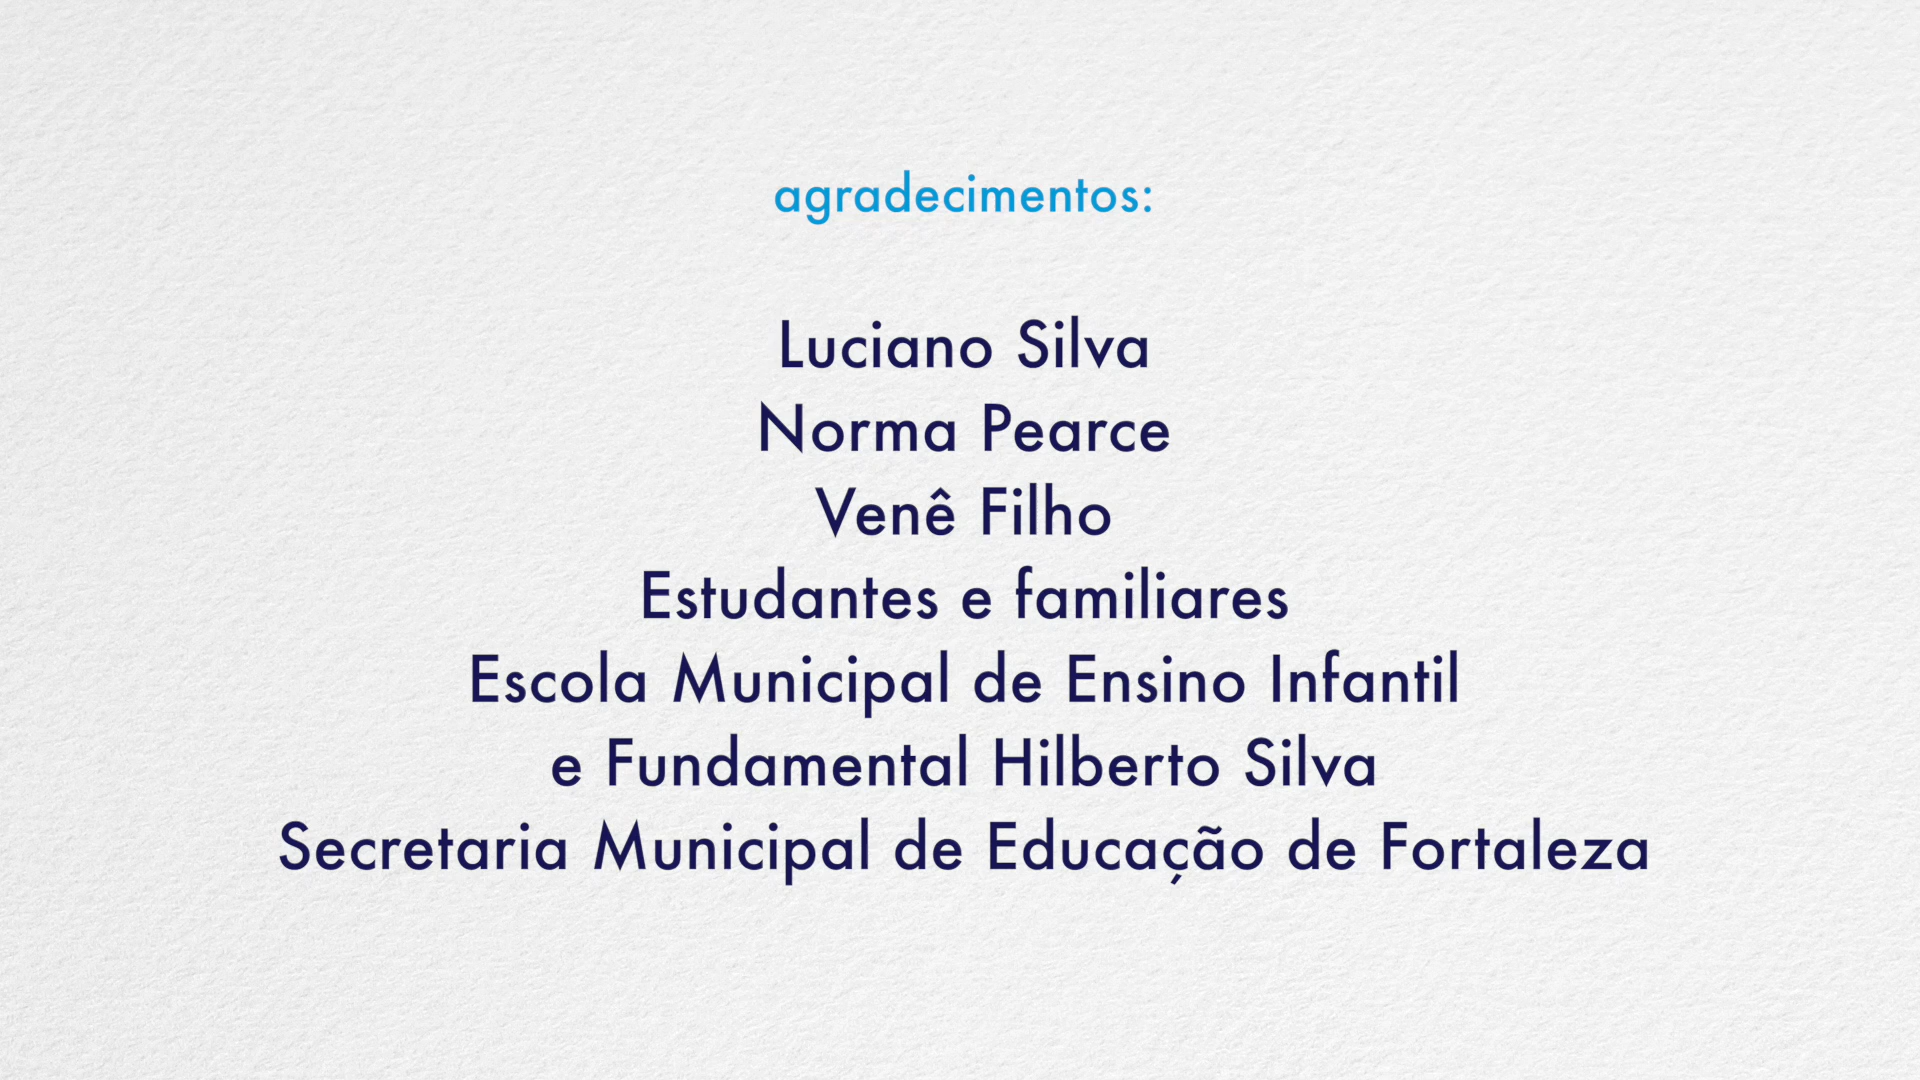 agradecimentos:
Luciano Silva
Norma Pearce
Venê Filho
Estudantes e familiares
Escola Municipal de Ensino Infantil
e Fundamental Hilberto Silva
Secretaria Municipal de Educação de Fortaleza